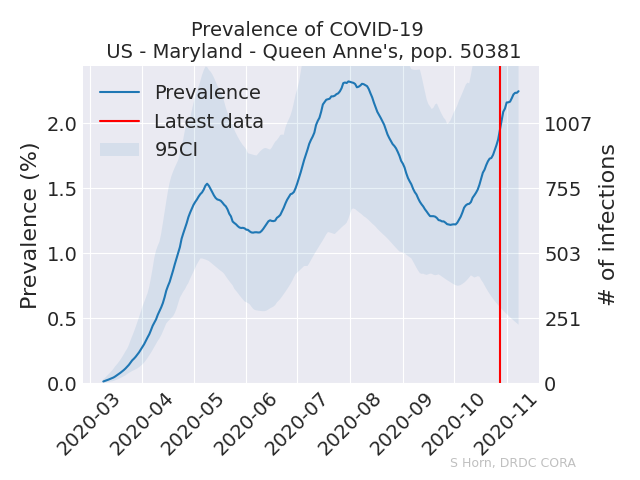 Prevalence of COVID-19
US - Maryland - Queen Anne's, pop. 50381
Prevalence
Latest data
95CI
Prevalence (%)
2.0
1.5
1.0
0.5
0.0
1007
755
503
251
0
# of infections
2020-03
2020-04
2020-05
2020-06
2020-07
2020-08
2020-09
2020-10
2020-11
S Horn, DRDC CORA